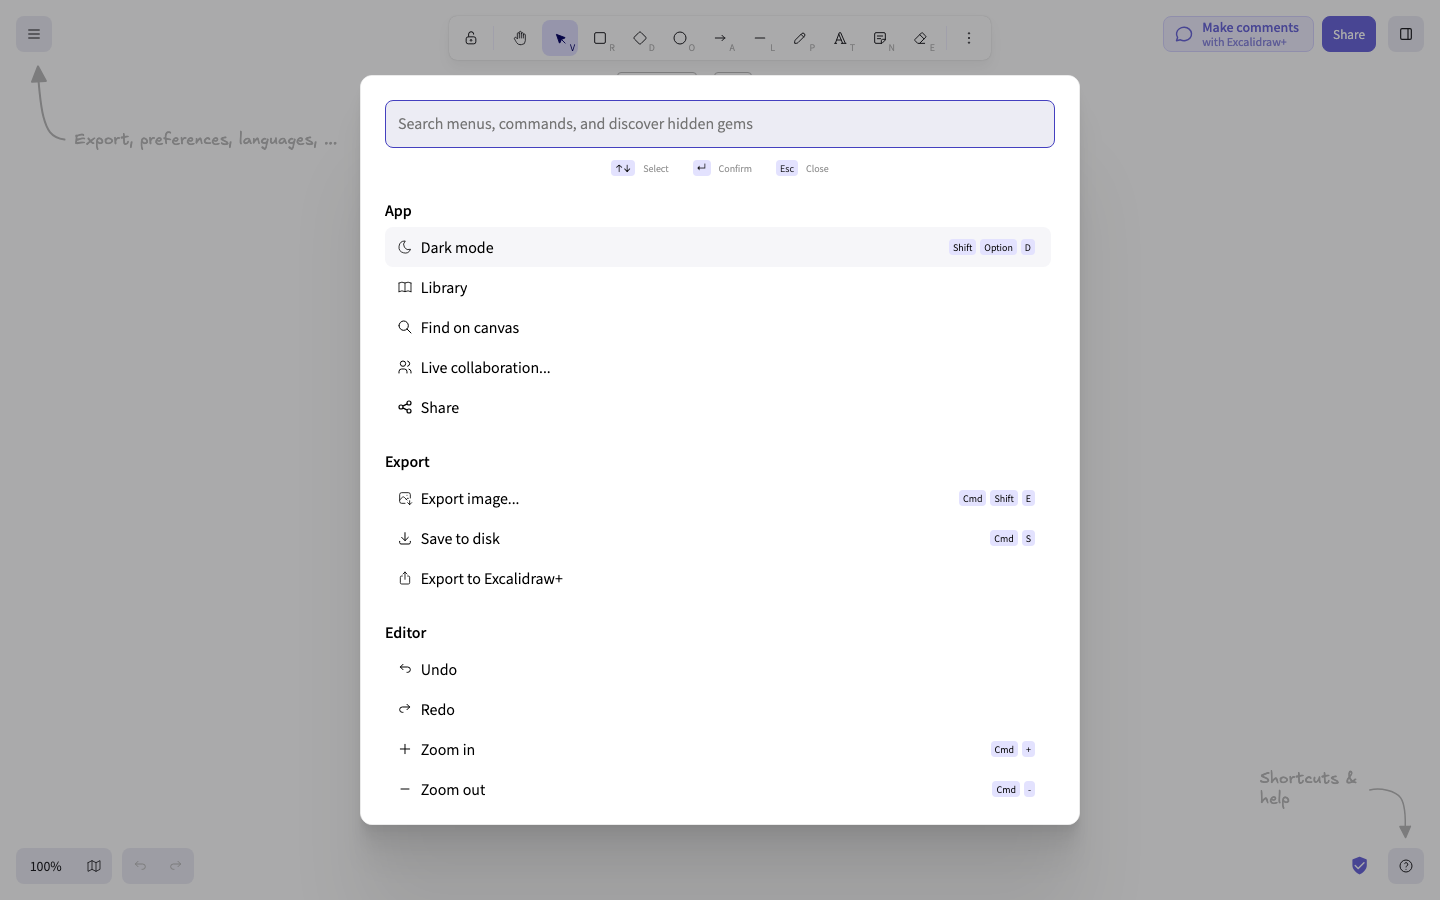 V
R
D
O
A
L
P
T
N
E
Make comments
with Excalidraw+
Share
Export, preferences, languages, ...
Search menus, commands, and discover hidden gems
↑↓ Select ↵ Confirm Esc Close
App
Dark mode Shift Option D
Library
Find on canvas
Live collaboration...
Share
Export
Export image... Cmd Shift E
Save to disk Cmd S
Export to Excalidraw+
Editor
Undo
Redo
Zoom in Cmd +
Zoom out Cmd -
Shortcuts &
help
100%